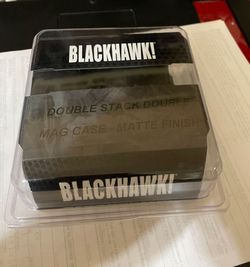 BLACKHAWK!
DOUBLE STACK DOUBLE
MAG CASE - MATTE FINISH
BLACKHAWK!